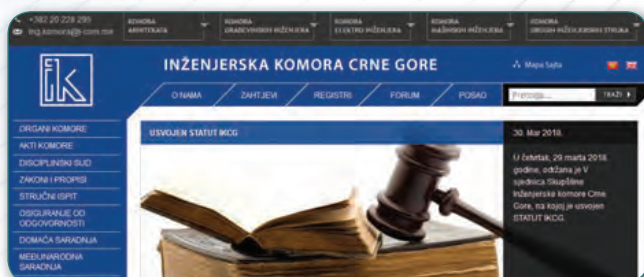 +382 20 228 295
ing.komora@t-com.me
KOMORA
ARHITEKATA
KOMORA
GRAĐEVINSKIH INŽENJERA
KOMORA
ELEKTRO INŽENJERA
KOMORA
MAŠINSKIH INŽENJERA
KOMORA
DRUGIH INŽENJERSKIH STRUKA
INŽENJERSKA KOMORA CRNE GORE
Mapa Sajta
O NAMA
ZAHTJEVI
REGISTRI
FORUM
POSAO
Pretraga...
TRAŽI
ORGANI KOMORE
AKTI KOMORE
DISCIPLINSKI SUD
ZAKONI I PROPISI
STRUČNI ISPIT
OSIGURANJE OD
ODGOVORNOSTI
DOMAĆA SARADNJA
MEĐUNARODNA
SARADNJA
USVOJEN STATUT IKCG
30. Mar 2018.
U četvrtak, 29 marta 2018.
godine, održana je V
sjednica Skupštine
Inženjerske komore Crne
Gore, na kojoj je usvojen
STATUT IKCG.